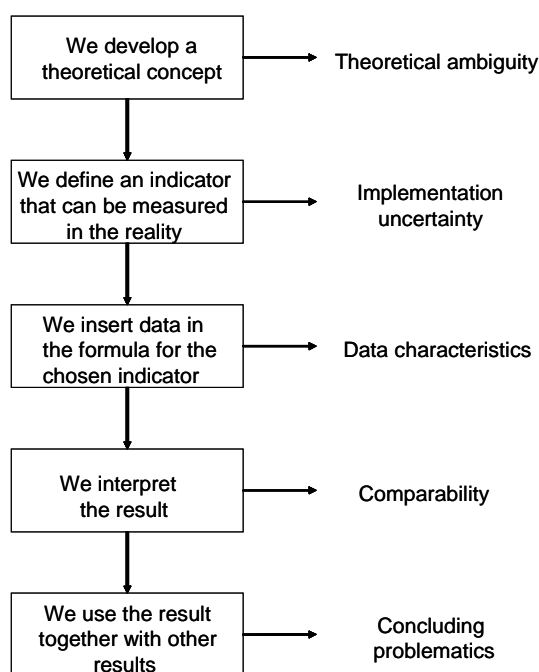 We develop a
theoretical concept
Theoretical ambiguity
We define an indicator
that can be measured
in the reality
Implementation
uncertainty
We insert data in
the formula for the
chosen indicator
Data characteristics
We interpret
the result
Comparability
We use the result
together with other
results
Concluding
problematics